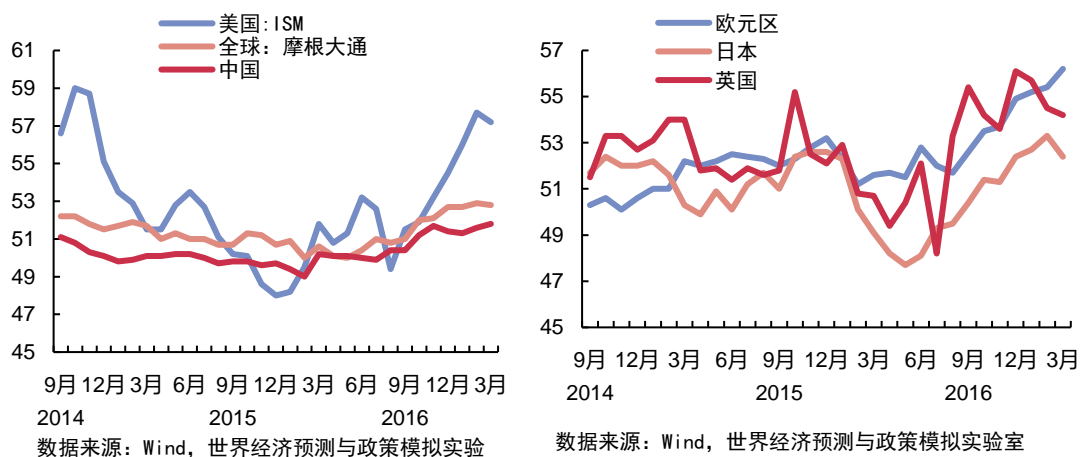 美国:ISM
全球: 摩根大通
中国
61
59
57
55
53
51
49
47
45
9月 12月 3月 6月 9月 12月 3月 6月 9月 12月 3月
2014 2015 2016
数据来源: Wind, 世界经济预测与政策模拟实验
欧元区
日本
英国
57
55
53
51
49
47
45
9月 12月 3月 6月 9月 12月 3月 6月 9月 12月 3月
2014 2015 2016
数据来源: Wind, 世界经济预测与政策模拟实验室